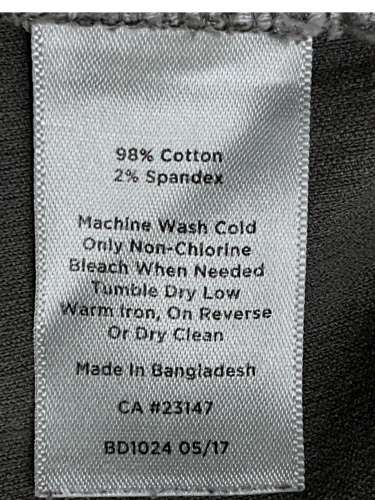 98% Cotton
2% Spandex
Machine Wash Cold
Only Non-Chlorine
Bleach When Needed
Tumble Dry Low
Warm Iron, On Reverse
Or Dry Clean
Made In Bangladesh
CA #23147
BD1024 05/17